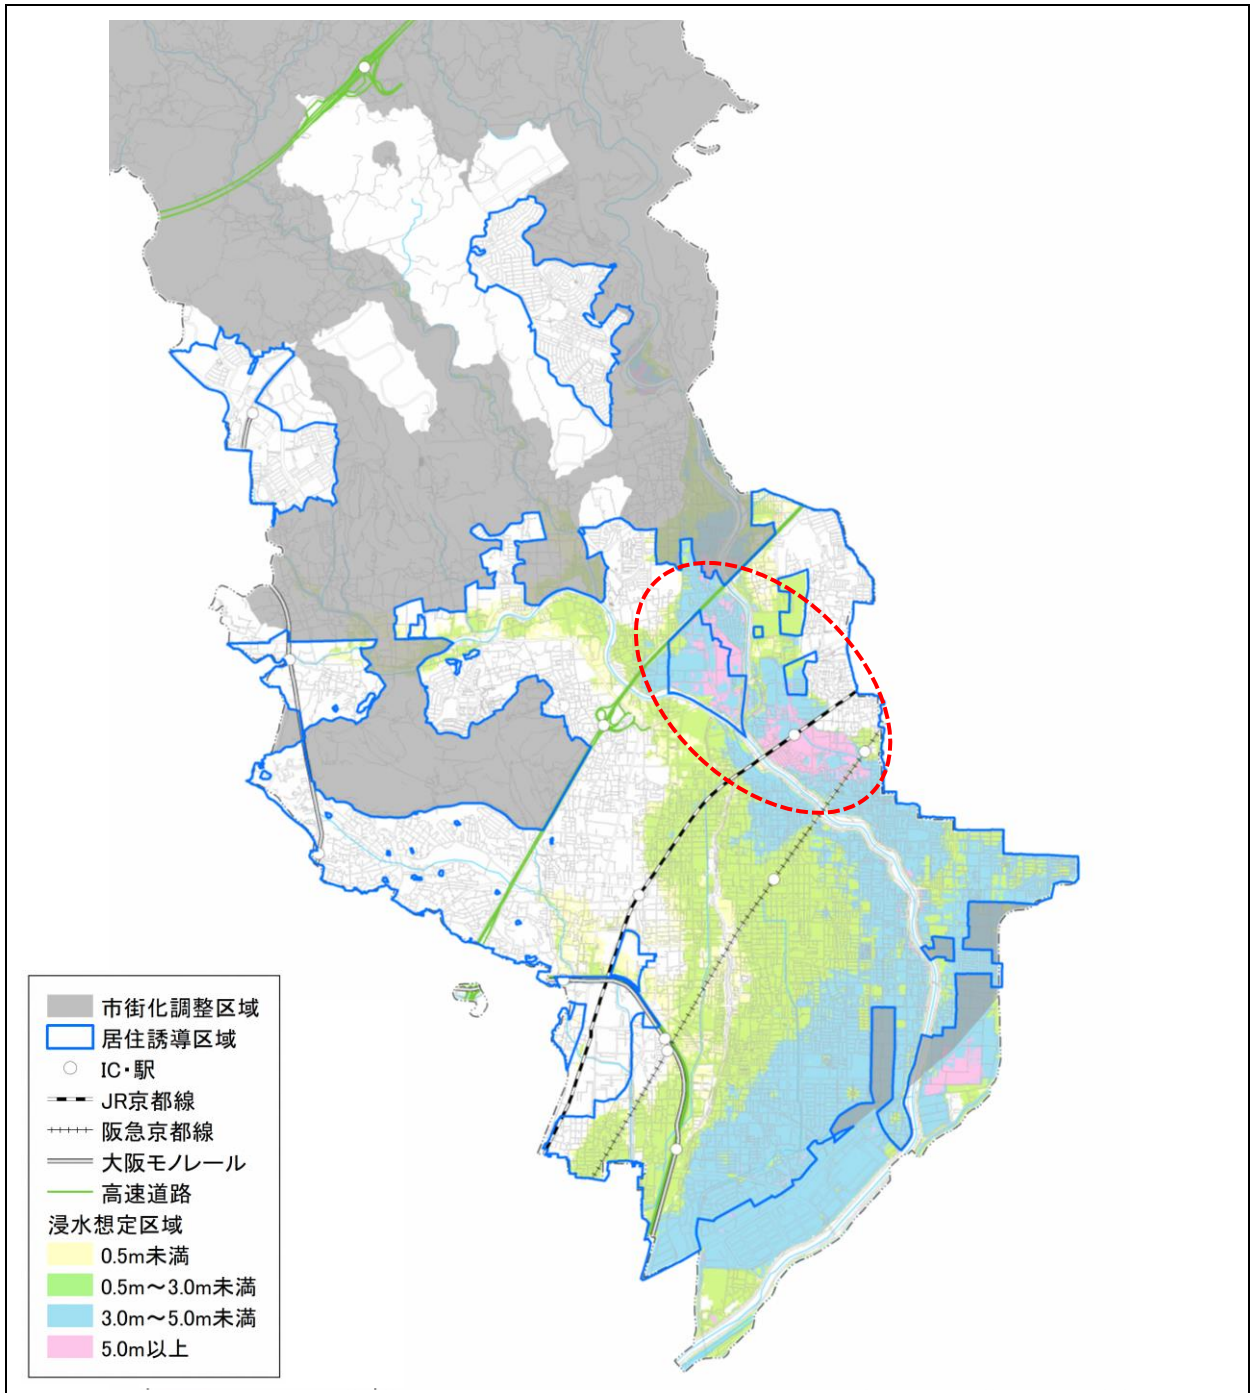 市街化調整区域
居住誘導区域
IC・駅
JR京都線
阪急京都線
大阪モノレール
高速道路
浸水想定区域
0.5m未満
0.5m～3.0m未満
3.0m～5.0m未満
5.0m以上